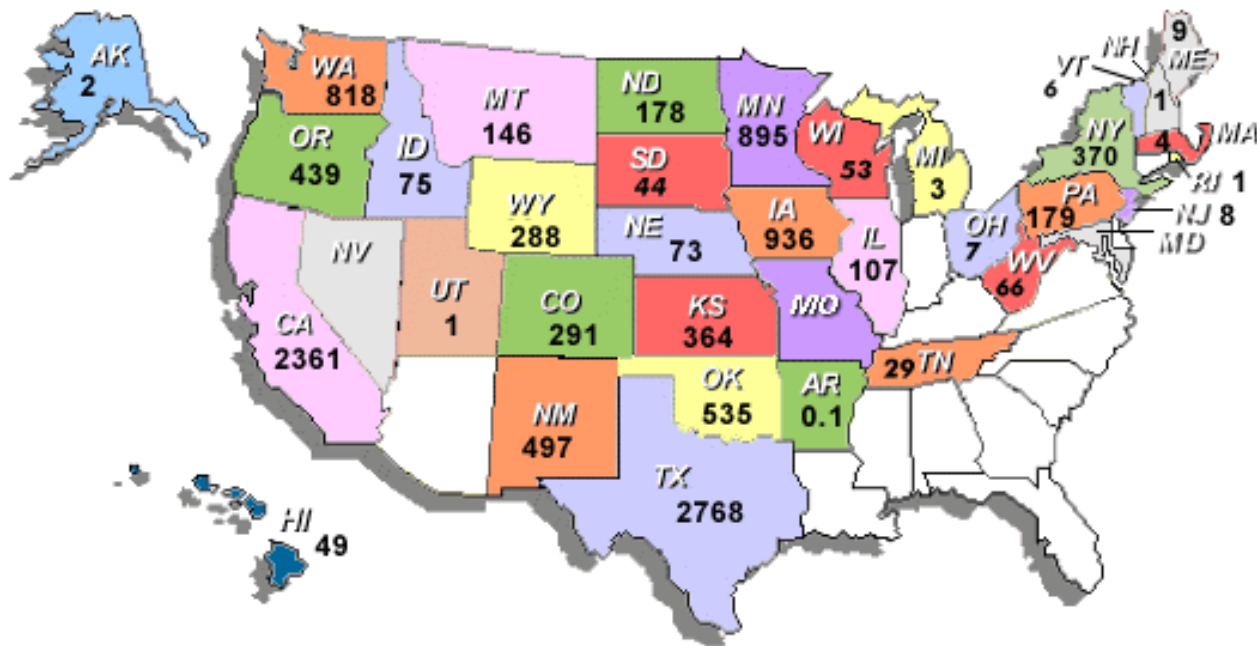 AK
2
WA
818
OR
439
CA
2361
NV
ID
75
MT
146
WY
288
UT
1
CO
291
NM
497
ND
178
SD
44
NE
73
KS
364
OK
535
TX
2768
MN
895
IA
936
MO
AR
0.1
WI
53
IL
107
MI
3
OH
7
WV
66
29 TN
PA
179
NY
370
VT
6
NH
1
9
ME
MA
4
RI 1
NJ 8
MD
HI
49